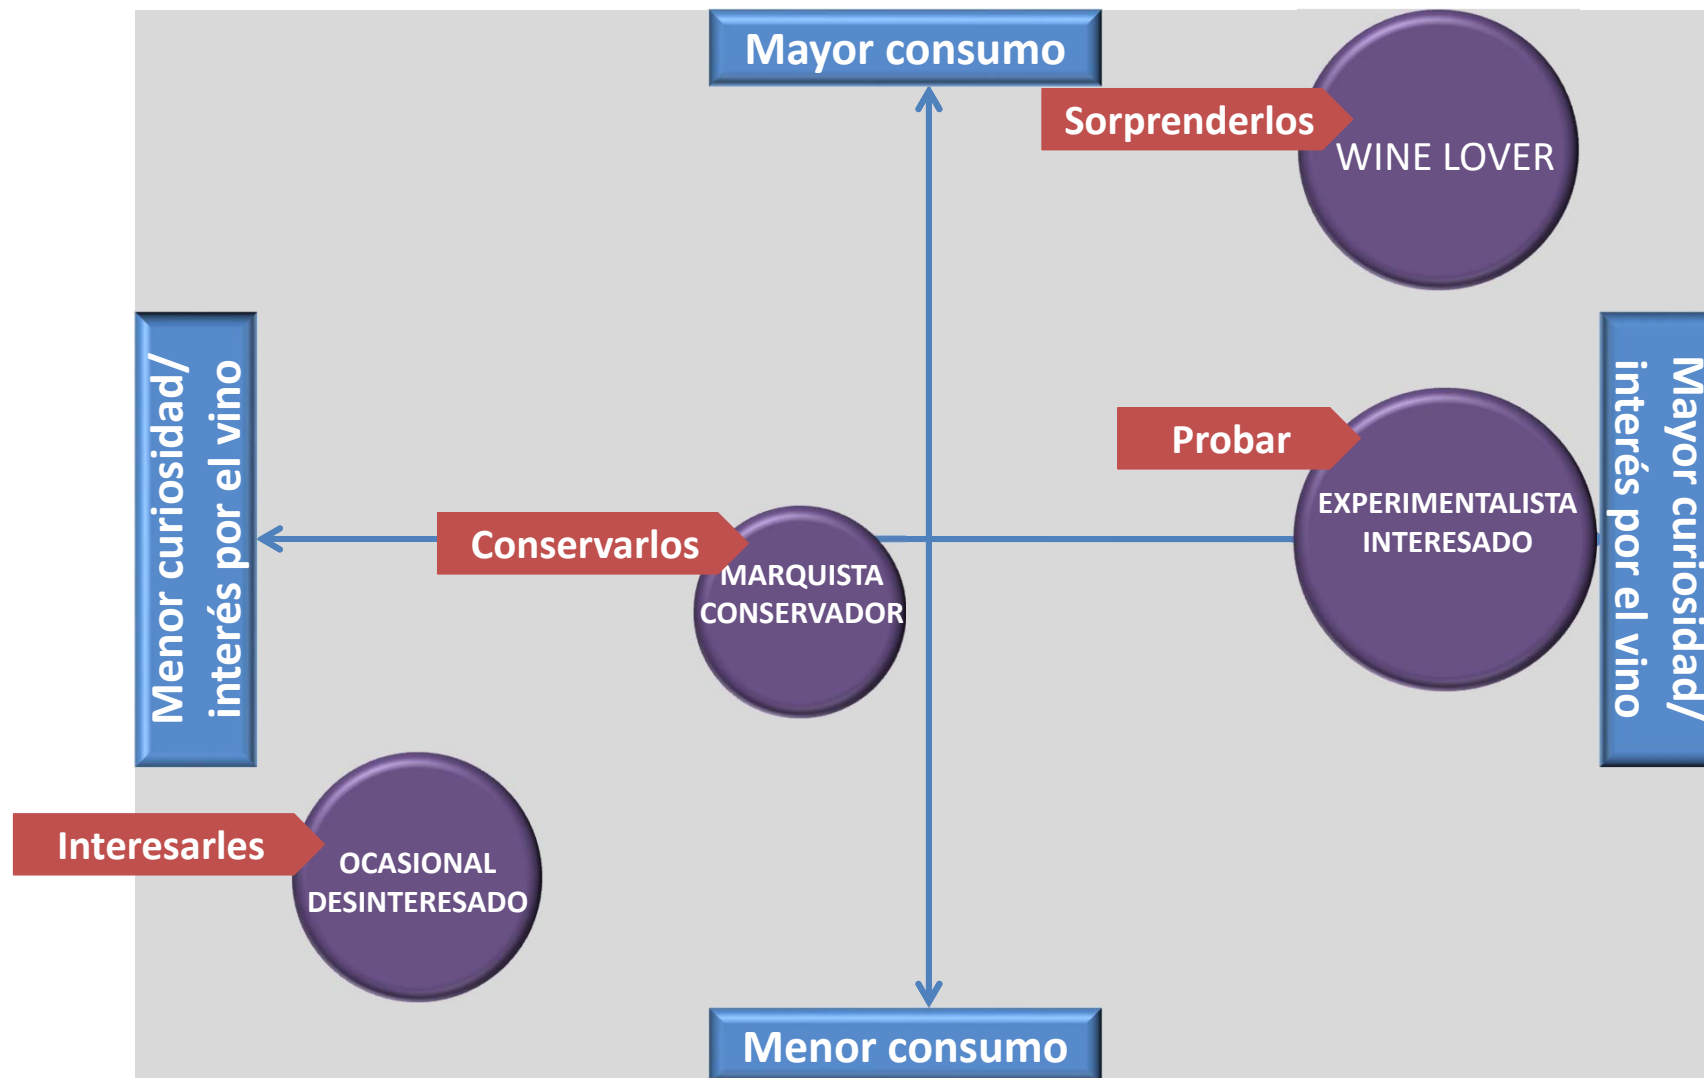 Mayor consumo
Sorprenderlos
WINE LOVER
Menor curiosidad/
interés por el vino
Mayor curiosidad/
interés por el vino
Probar
EXPERIMENTALISTA
INTERESADO
Conservarlos
MARQUISTA
CONSERVADOR
Interesarles
OCASIONAL
DESINTERESADO
Menor consumo